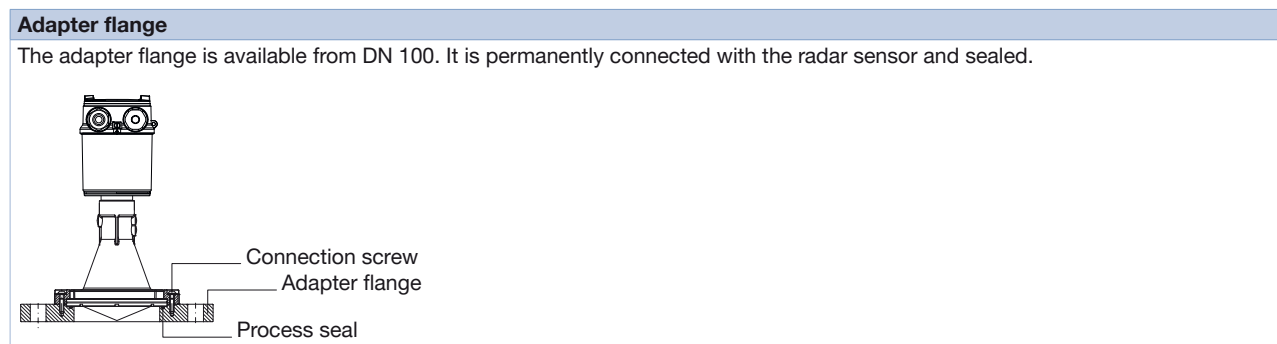 Adapter flange
The adapter flange is available from DN 100. It is permanently connected with the radar sensor and sealed.
Connection screw
Adapter flange
Process seal